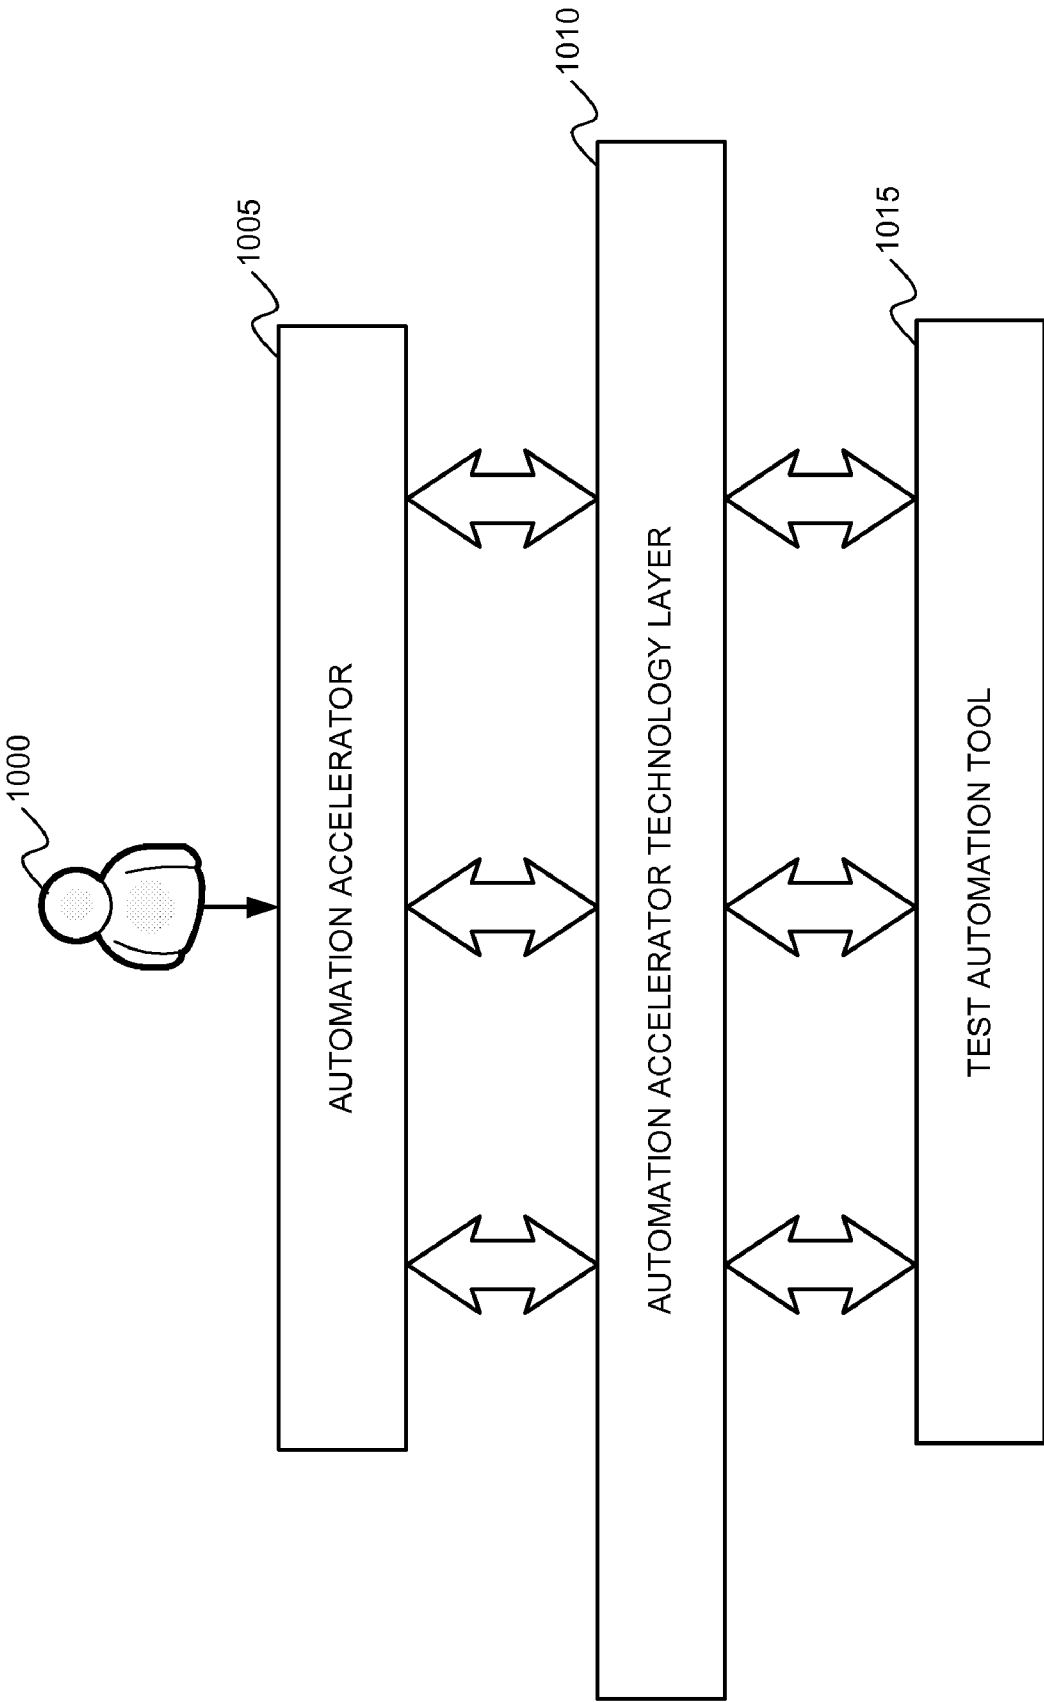 1000
1005
AUTOMATION ACCELERATOR
1010
AUTOMATION ACCELERATOR TECHNOLOGY LAYER
1015
TEST AUTOMATION TOOL